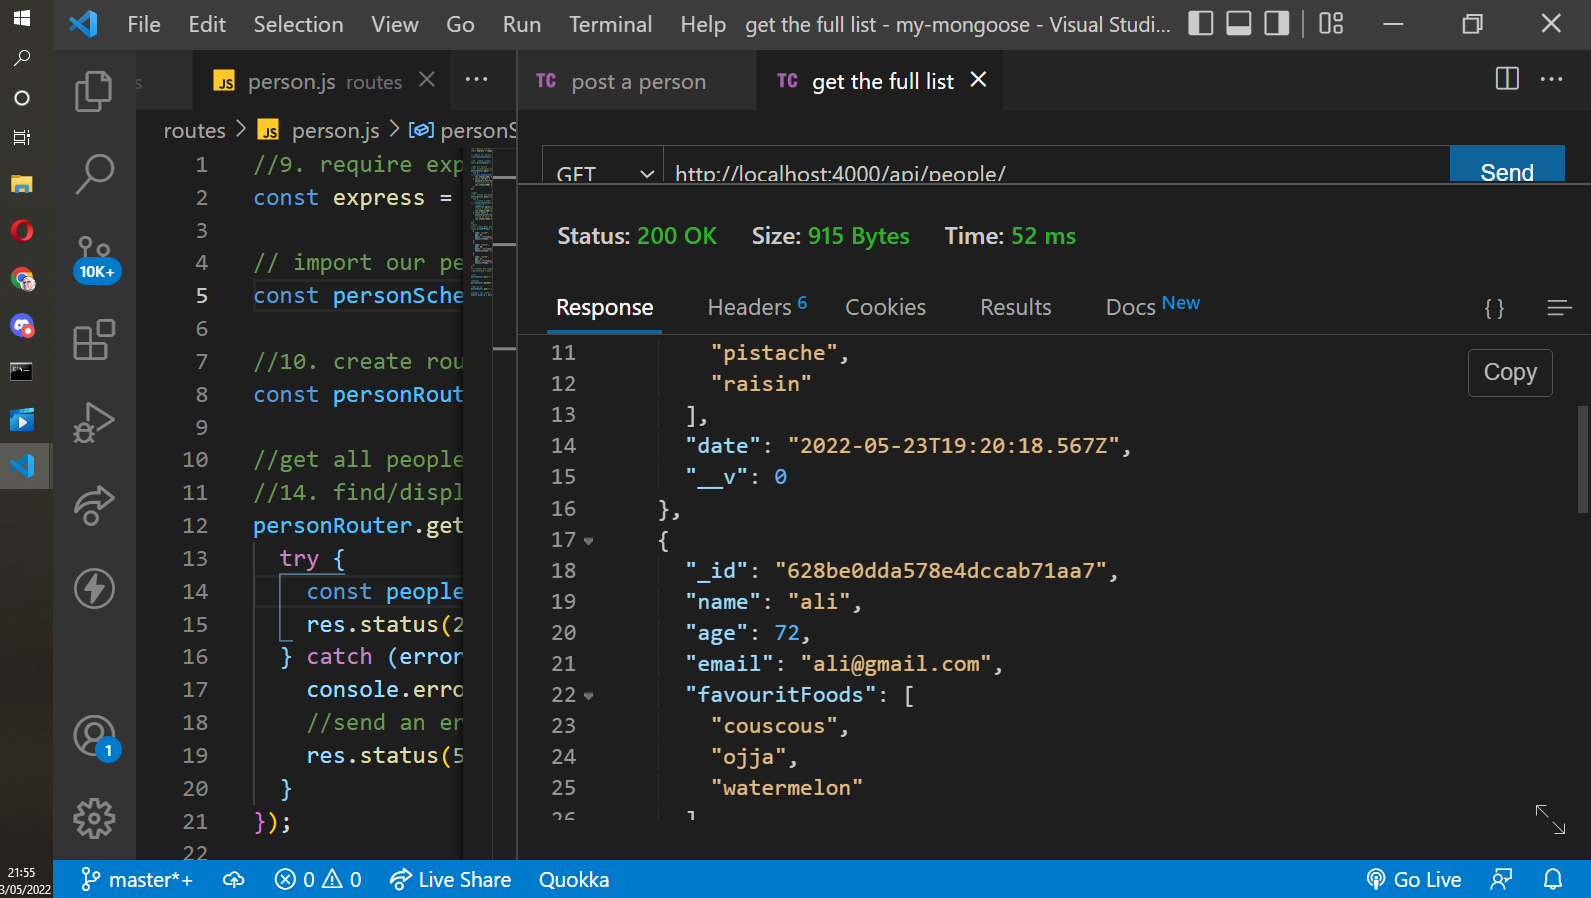 File Edit Selection View Go Run Terminal Help get the full list - my-mongoose - Visual Studi...
s JS person.js routes ...
TC post a person TC get the full list ...
routes > JS person.js > personS
GET http://localhost:4000/api/people/ Send
1 //9. require exp
2 const express =
3
4 // import our pe
5 const personSche
6
7 //10. create rou
8 const personRout
9
10 //get all people
11 //14. find/displ
12 personRouter.get
13 try {
14 const people
15 res.status(2
16 } catch (error
17 console.erro
18 //send an er
19 res.status(5
20 }
21 });
22
Status: 200 OK Size: 915 Bytes Time: 52 ms
Response Headers 6 Cookies Results Docs New { }
Copy
11 "pistache",
12 "raisin"
13 ],
14 "date": "2022-05-23T19:20:18.567Z",
15 "__v": 0
16 },
17 {
18 "_id": "628be0dda578e4dccab71aa7",
19 "name": "ali",
20 "age": 72,
21 "email": "ali@gmail.com",
22 "favouritFoods": [
23 "couscous",
24 "ojja",
25 "watermelon"
26 ]
10K+
1
21:55
3/05/2022
master*+ 0 0 Live Share Quokka Go Live